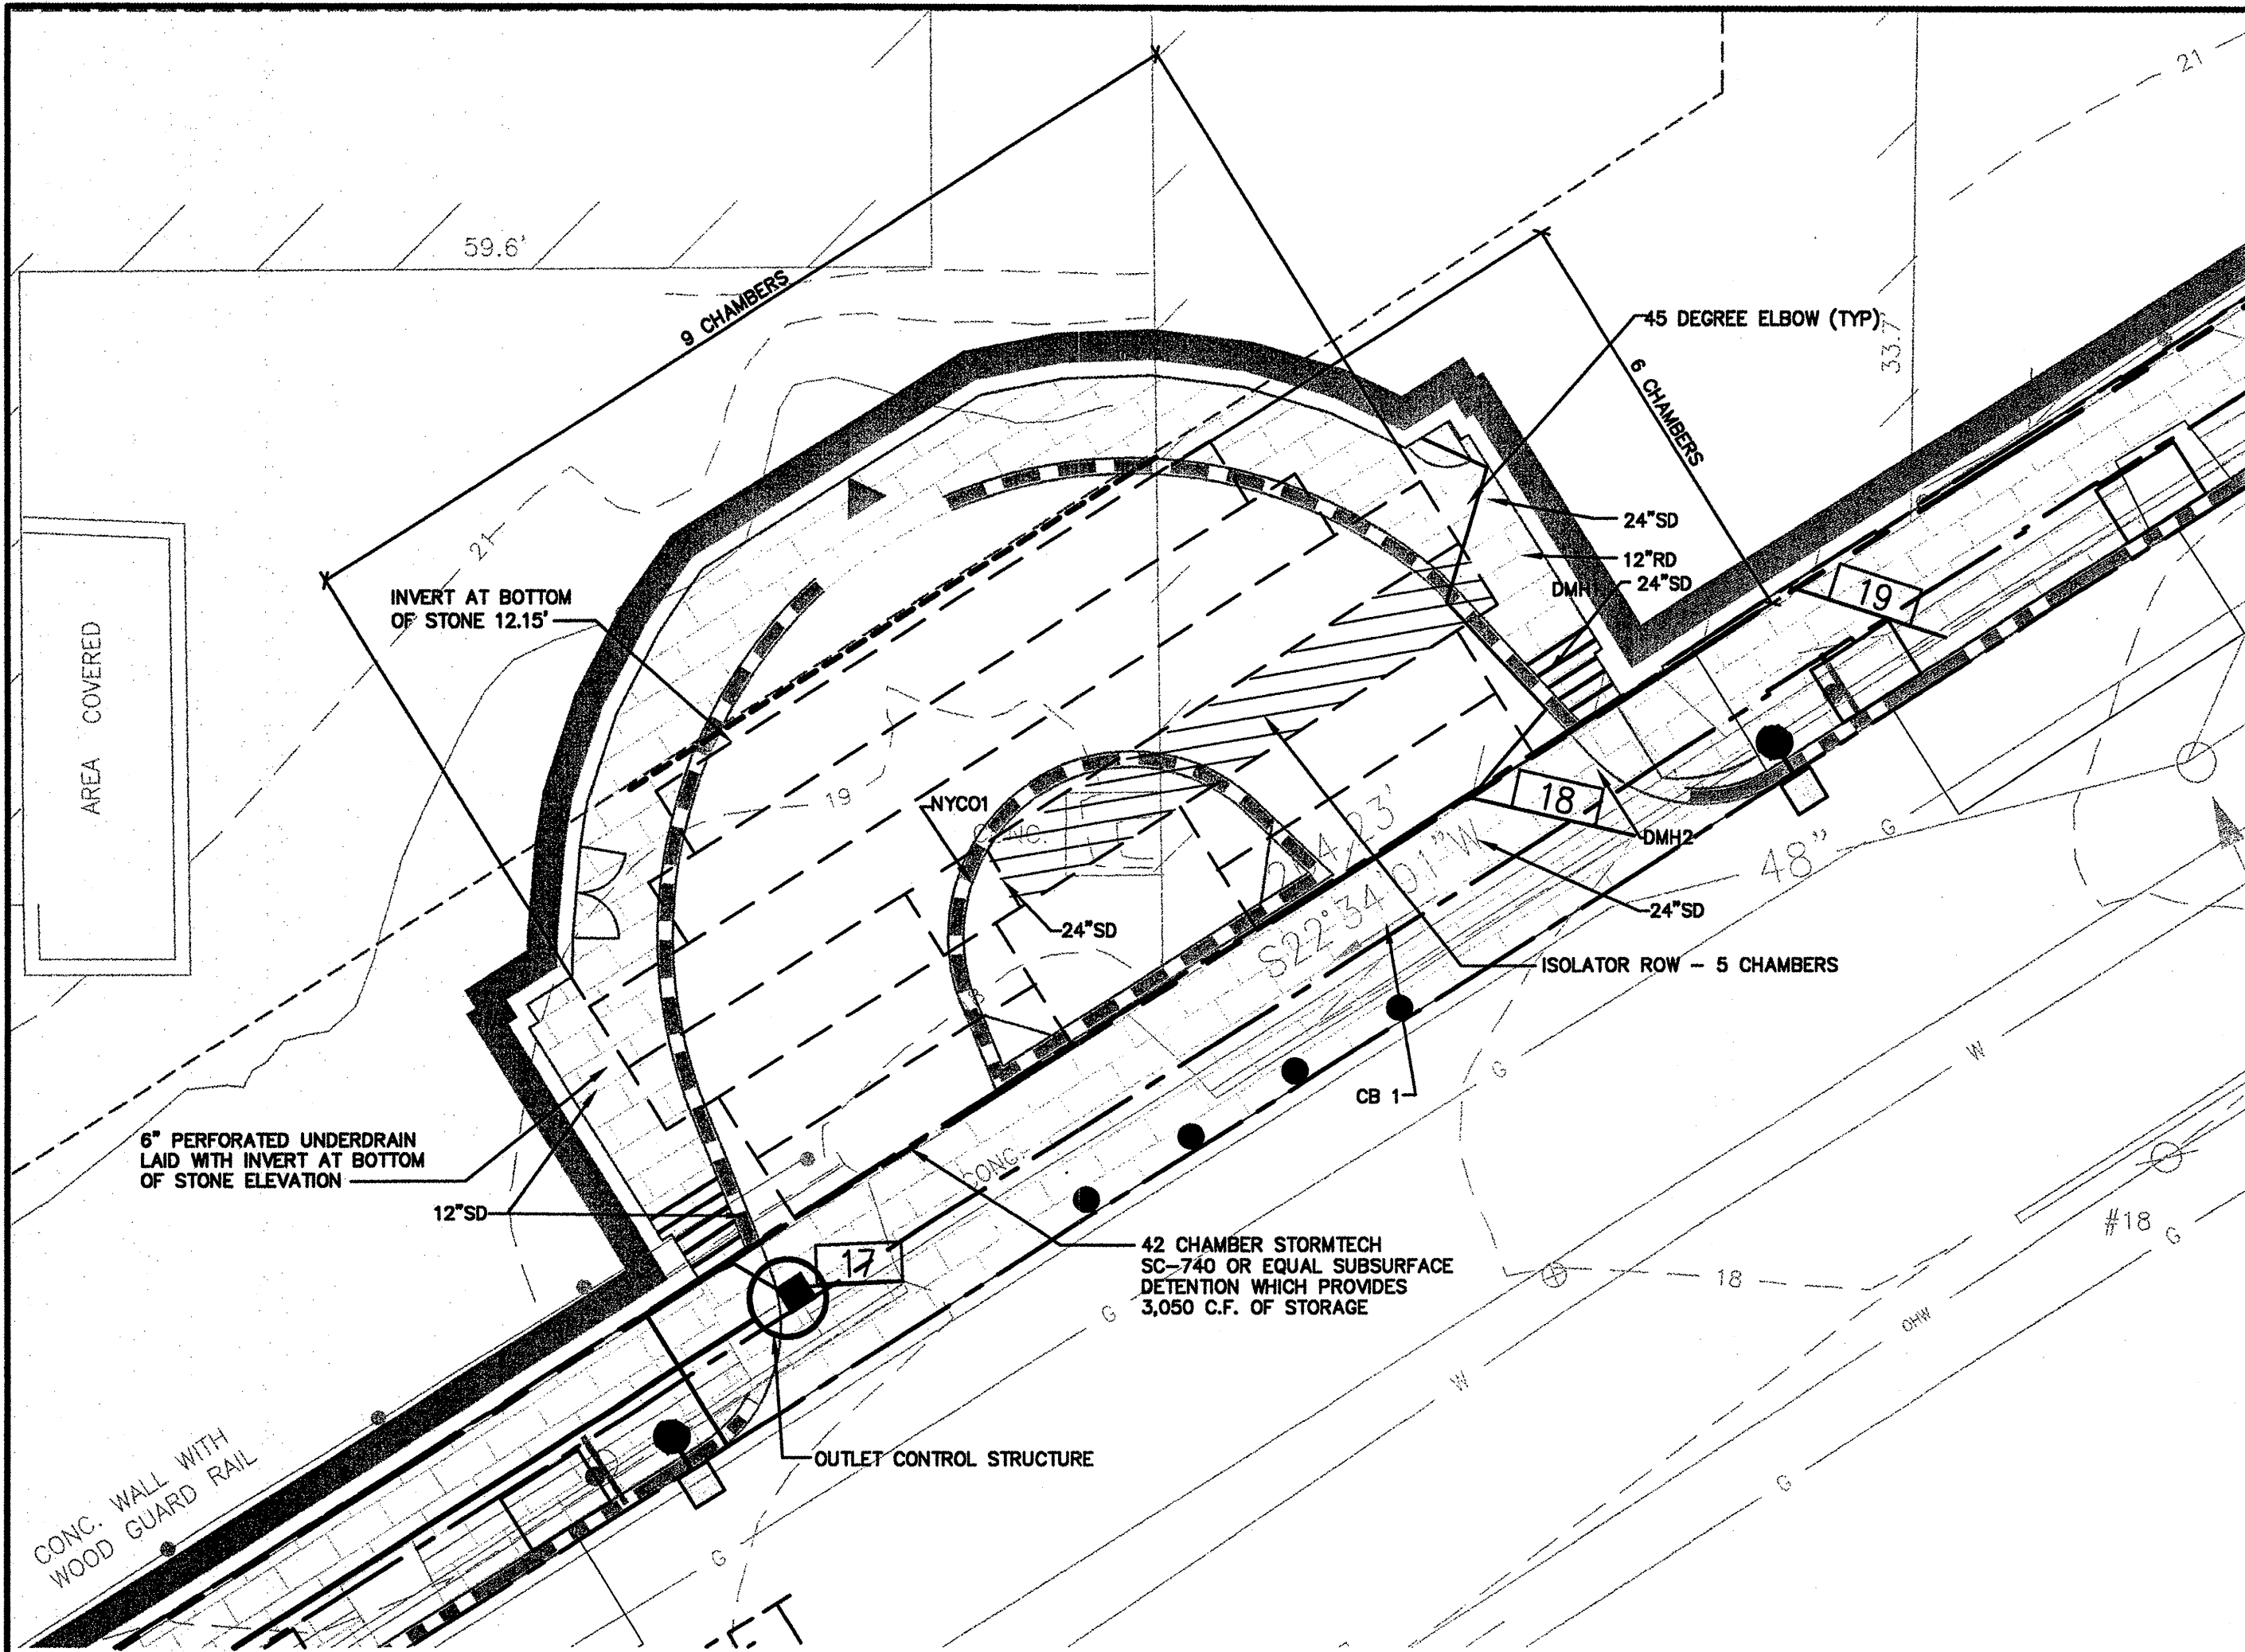 21
59.6'
9 CHAMBERS
45 DEGREE ELBOW (TYP)
33.7
6 CHAMBERS
24"SD
12"RD
24"SD
19
21
INVERT AT BOTTOM
OF STONE 12.15'
AREA COVERED
19
NYCO1
18
DMH2
48"
G
24"SD
24"SD
S22°34'01"W
ISOLATOR ROW – 5 CHAMBERS
CB 1
G
W
G
6" PERFORATED UNDERDRAIN
LAID WITH INVERT AT BOTTOM
OF STONE ELEVATION
12"SD
CONC.
17
42 CHAMBER STORMTECH
SC-740 OR EQUAL SUBSURFACE
DETENTION WHICH PROVIDES
3,050 C.F. OF STORAGE
#18
G
18
G
OHW
W
OUTLET CONTROL STRUCTURE
CONC. WALL WITH
WOOD GUARD RAIL
G
G